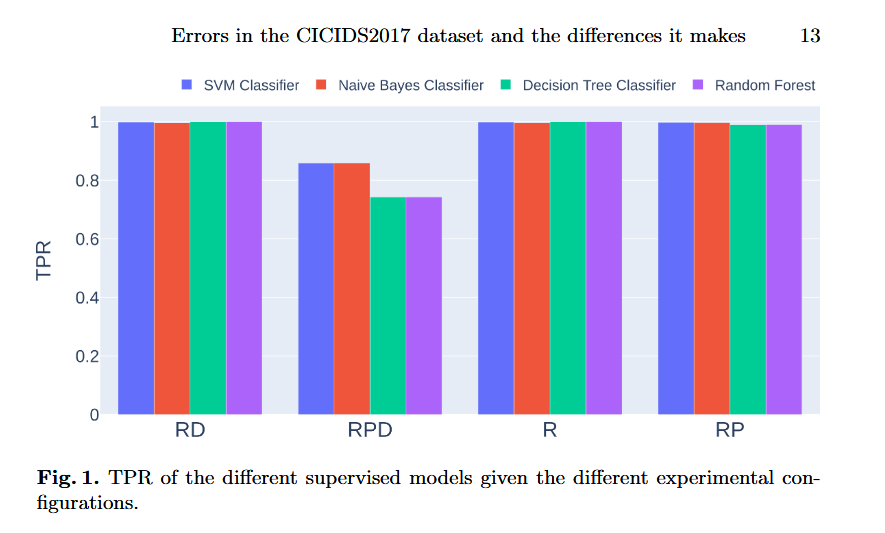 Errors in the CICIDS2017 dataset and the differences it makes 13
SVM Classifier Naive Bayes Classifier Decision Tree Classifier Random Forest
1
0.8
0.6
0.4
0.2
0
TPR
RD RPD R RP
Fig. 1. TPR of the different supervised models given the different experimental con-
figurations.